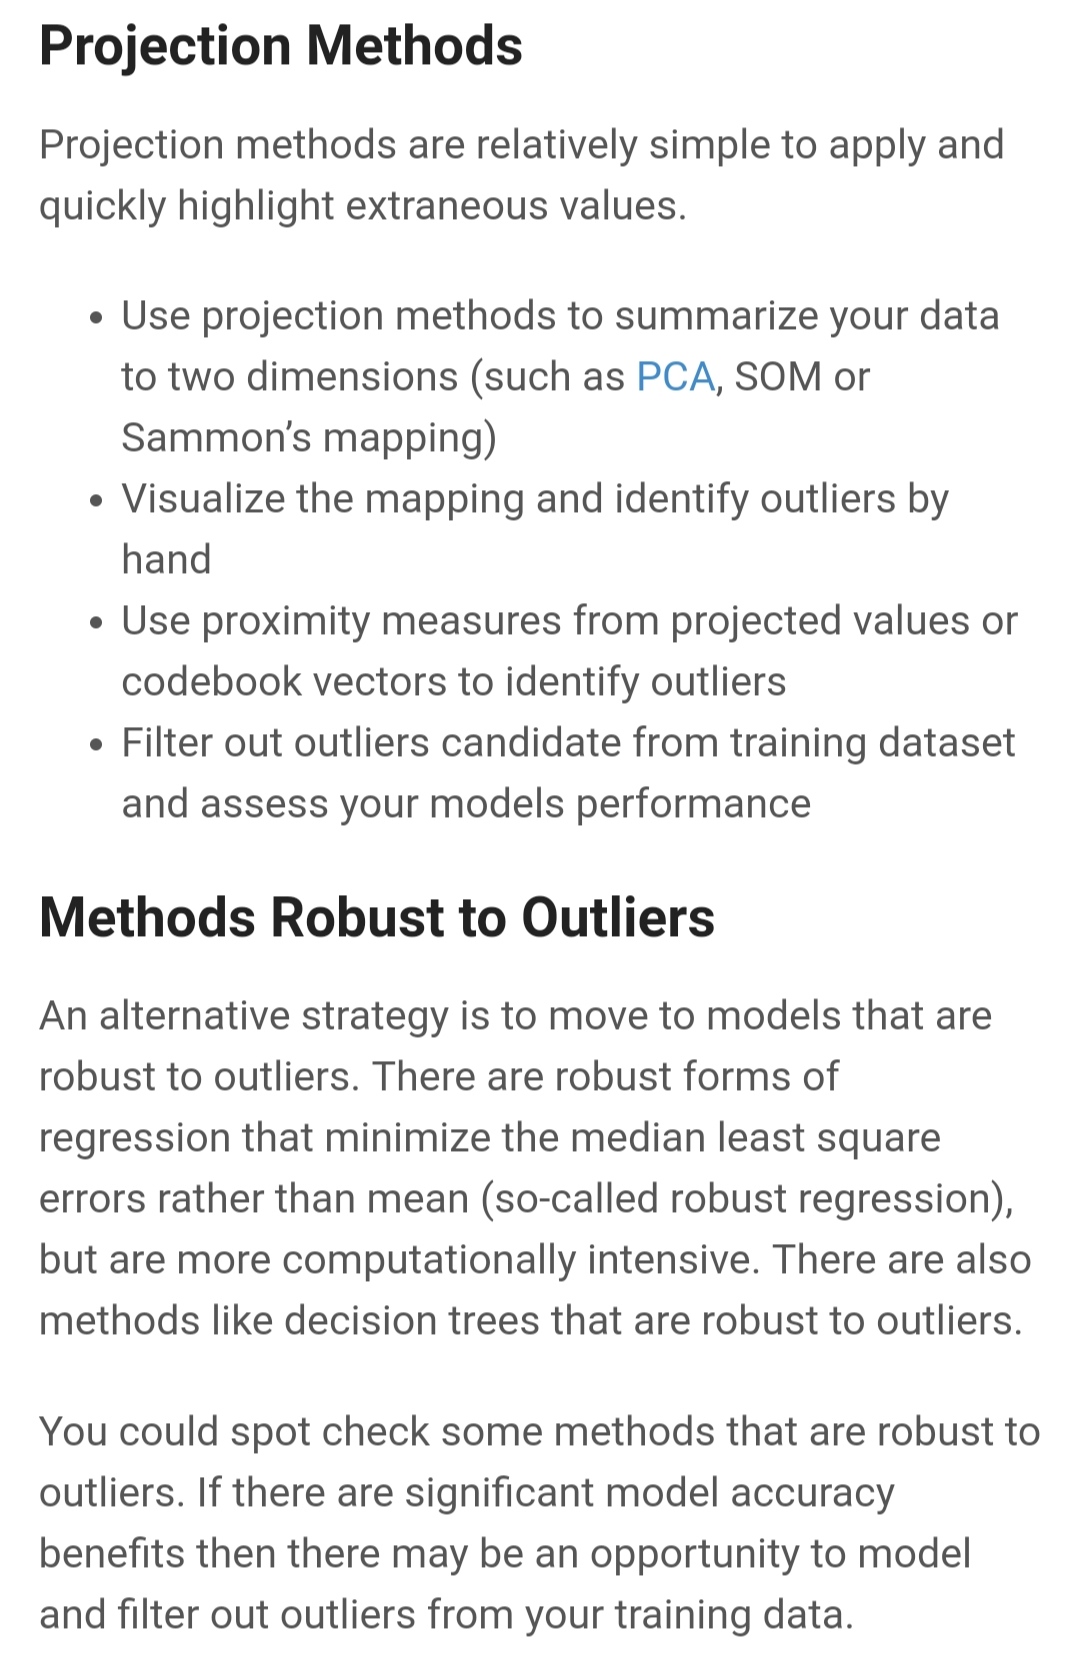 Projection Methods
Projection methods are relatively simple to apply and
quickly highlight extraneous values.
• Use projection methods to summarize your data
to two dimensions (such as PCA, SOM or
Sammon’s mapping)
• Visualize the mapping and identify outliers by
hand
• Use proximity measures from projected values or
codebook vectors to identify outliers
• Filter out outliers candidate from training dataset
and assess your models performance
Methods Robust to Outliers
An alternative strategy is to move to models that are
robust to outliers. There are robust forms of
regression that minimize the median least square
errors rather than mean (so-called robust regression),
but are more computationally intensive. There are also
methods like decision trees that are robust to outliers.
You could spot check some methods that are robust to
outliers. If there are significant model accuracy
benefits then there may be an opportunity to model
and filter out outliers from your training data.